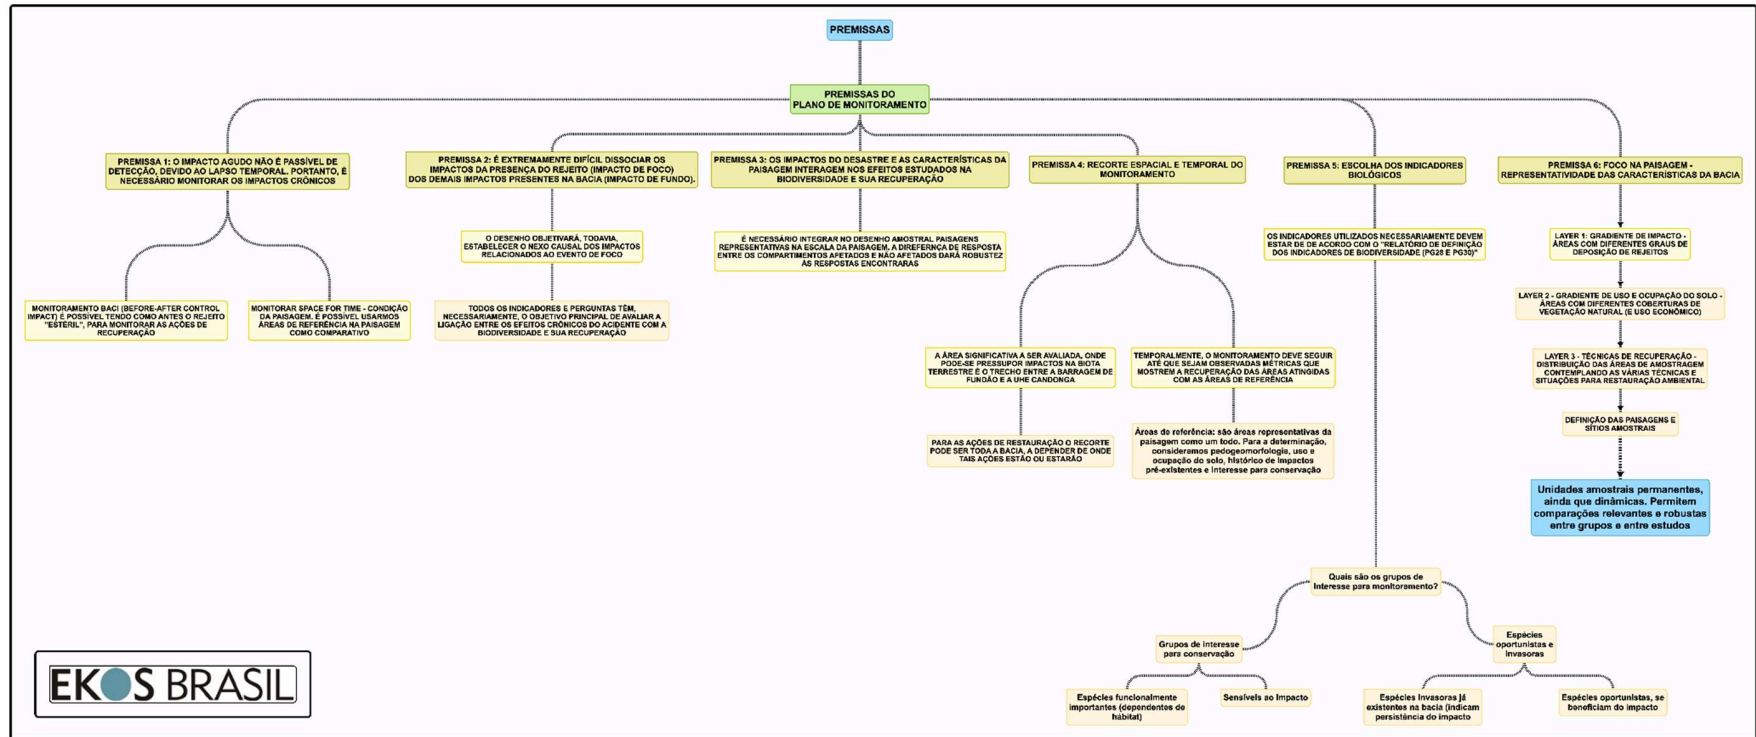 PREMISSAS
PREMISSAS DO
PLANO DE MONITORAMENTO
PREMISSA 1: O IMPACTO AGUDO NÃO É PASSÍVEL DE
DETECÇÃO, DEVIDO AO LAPSO TEMPORAL. PORTANTO, É
NECESSÁRIO MONITORAR OS IMPACTOS CRÔNICOS
MONITORAMENTO BACI (BEFORE-AFTER CONTROL
IMPACT) É POSSÍVEL TENDO COMO ANTES O REJEITO
"ESTÉRIL", PARA MONITORAR AS AÇÕES DE
RECUPERAÇÃO
MONITORAR SPACE FOR TIME - CONDIÇÃO
DA PAISAGEM. É POSSÍVEL USARMOS
ÁREAS DE REFERÊNCIA NA PAISAGEM
COMO COMPARATIVO
PREMISSA 2: É EXTREMAMENTE DIFÍCIL DISSOCIAR OS
IMPACTOS DA PRESENÇA DO REJEITO (IMPACTO DE FOCO)
DOS DEMAIS IMPACTOS PRESENTES NA BACIA (IMPACTO DE FUNDO).
O DESENHO OBJETIVARÁ, TODAVIA,
ESTABELECER O NEXO CAUSAL DOS IMPACTOS
RELACIONADOS AO EVENTO DE FOCO
TODOS OS INDICADORES E PERGUNTAS TÊM,
NECESSARIAMENTE, O OBJETIVO PRINCIPAL DE AVALIAR A
LIGAÇÃO ENTRE OS EFEITOS CRÔNICOS DO ACIDENTE COM A
BIODIVERSIDADE E SUA RECUPERAÇÃO
PREMISSA 3: OS IMPACTOS DO DESASTRE E AS CARACTERÍSTICAS DA
PAISAGEM INTERAGEM NOS EFEITOS ESTUDADOS NA
BIODIVERSIDADE E SUA RECUPERAÇÃO
É NECESSÁRIO INTEGRAR NO DESENHO AMOSTRAL PAISAGENS
REPRESENTATIVAS NA ESCALA DA PAISAGEM. A DIREFERNÇA DE RESPOSTA
ENTRE OS COMPARTIMENTOS AFETADOS E NÃO AFETADOS DARÁ ROBUSTEZ
ÀS RESPOSTAS ENCONTRARAS
PREMISSA 4: RECORTE ESPACIAL E TEMPORAL DO
MONITORAMENTO
A ÁREA SIGNIFICATIVA A SER AVALIADA, ONDE
PODE-SE PRESSUPOR IMPACTOS NA BIOTA
TERRESTRE É O TRECHO ENTRE A BARRAGEM DE
FUNDÃO E A UHE CANDONGA
PARA AS AÇÕES DE RESTAURAÇÃO O RECORTE
PODE SER TODA A BACIA, A DEPENDER DE ONDE
TAIS AÇÕES ESTÃO OU ESTARÃO
TEMPORALMENTE, O MONITORAMENTO DEVE SEGUIR
ATÉ QUE SEJAM OBSERVADAS MÉTRICAS QUE
MOSTREM A RECUPERAÇÃO DAS ÁREAS ATINGIDAS
COM AS ÁREAS DE REFERÊNCIA
Áreas de referência: são áreas representativas da
paisagem como um todo. Para a determinação,
consideramos pedogeomorfologia, uso e
ocupação do solo, histórico de impactos
pré-existentes e interesse para conservação
PREMISSA 5: ESCOLHA DOS INDICADORES
BIOLÓGICOS
OS INDICADORES UTILIZADOS NECESSARIAMENTE DEVEM
ESTAR DE DE ACORDO COM O "RELATÓRIO DE DEFINIÇÃO
DOS INDICADORES DE BIODIVERSIDADE (PG28 E PG30)"
Quais são os grupos de
Interesse para monitoramento?
Grupos de interesse
para conservação
Espécies funcionalmente
importantes (dependentes de
hábitat)
Sensíveis ao Impacto
Espécies
oportunistas e
Invasoras
Espécies Invasoras já
existentes na bacia (indicam
persistência do impacto
Espécies oportunistas, se
beneficiam do impacto
PREMISSA 6: FOCO NA PAISAGEM -
REPRESENTATIVIDADE DAS CARACTERÍSTICAS DA BACIA
LAYER 1: GRADIENTE DE IMPACTO -
ÁREAS COM DIFERENTES GRAUS DE
DEPOSIÇÃO DE REJEITOS
LAYER 2 - GRADIENTE DE USO E OCUPAÇÃO DO SOLO -
ÁREAS COM DIFERENTES COBERTURAS DE
VEGETAÇÃO NATURAL (E USO ECONÔMICO)
LAYER 3 - TÉCNICAS DE RECUPERAÇÃO -
DISTRIBUIÇÃO DAS ÁREAS DE AMOSTRAGEM
CONTEMPLANDO AS VÁRIAS TÉCNICAS E
SITUAÇÕES PARA RESTAURAÇÃO AMBIENTAL
DEFINIÇÃO DAS PAISAGENS E
SÍTIOS AMOSTRAIS
Unidades amostrais permanentes,
ainda que dinâmicas. Permitem
comparações relevantes e robustas
entre grupos e entre estudos
EKOS BRASIL